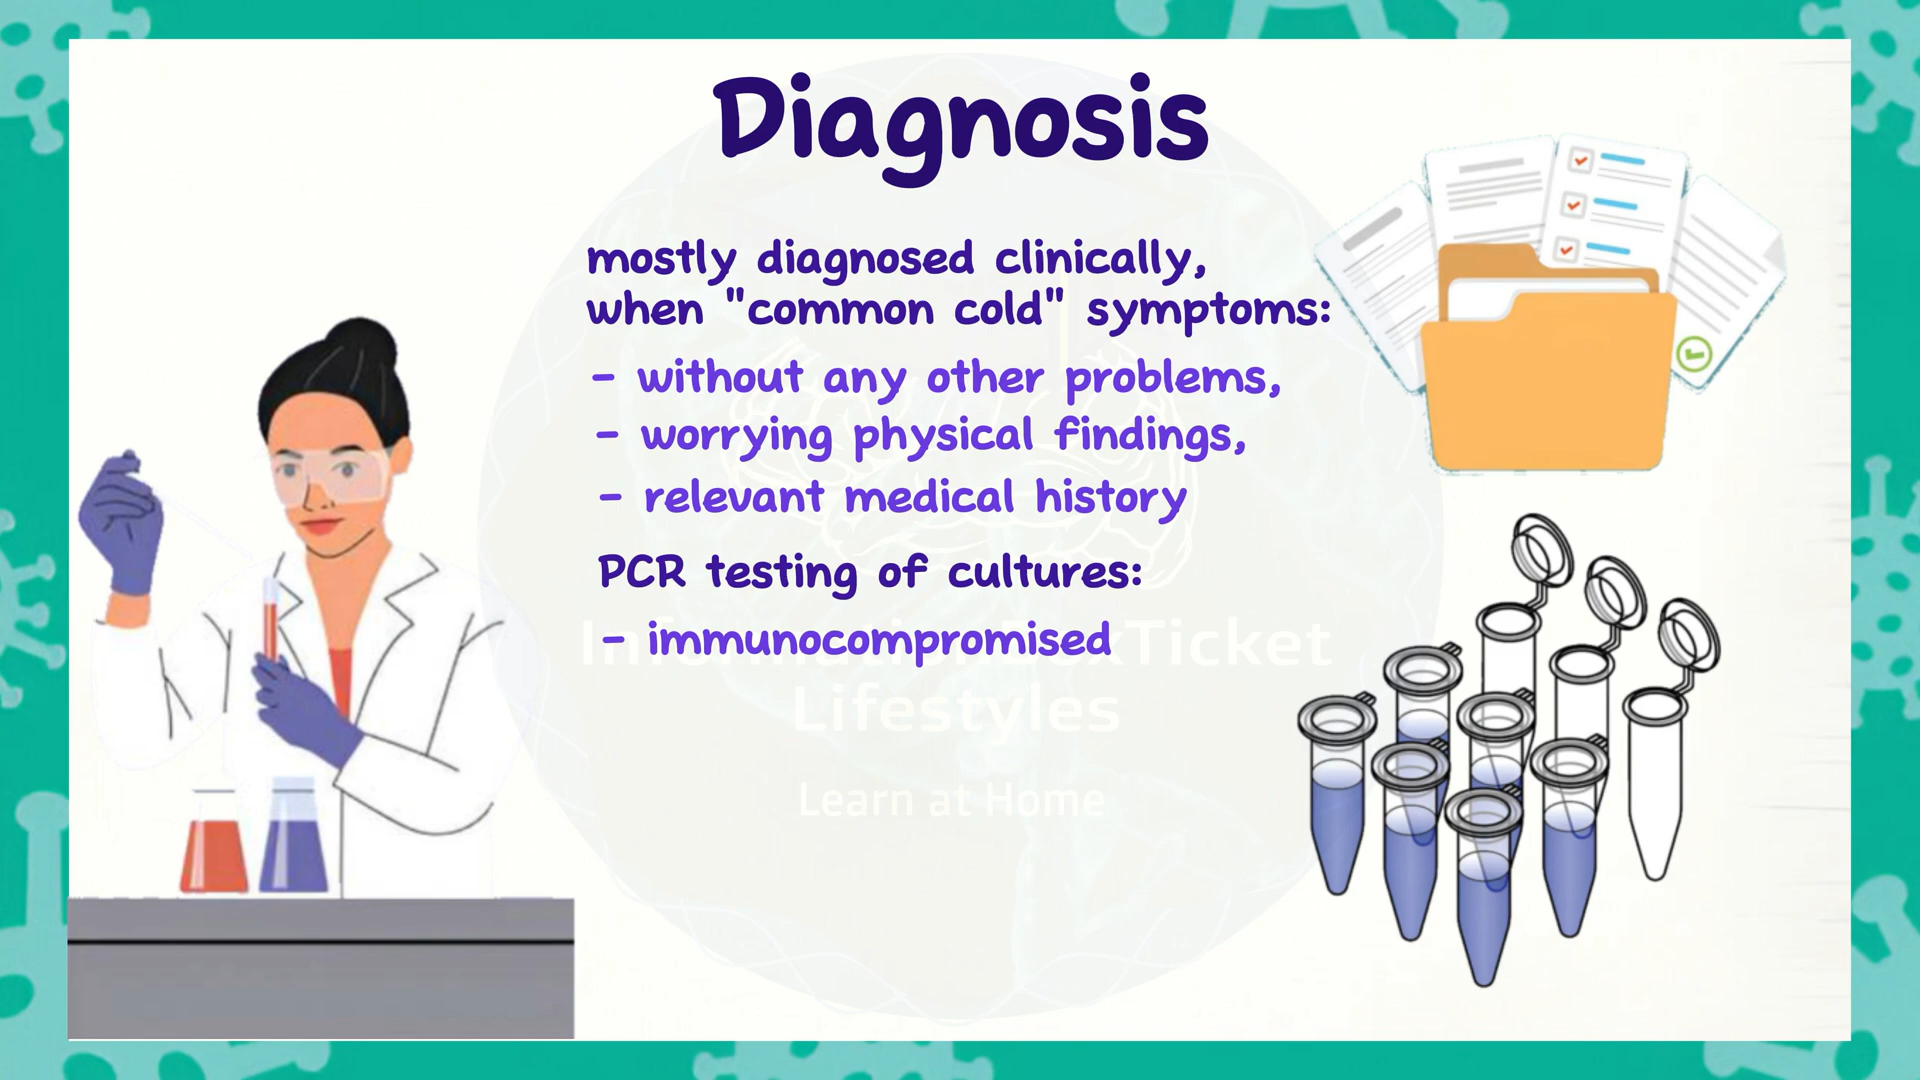 Diagnosis
mostly diagnosed clinically,
when "common cold" symptoms:
- without any other problems,
- worrying physical findings,
- relevant medical history
PCR testing of cultures:
- immunocompromised
Ticket
Lifestyles
Learn at Home